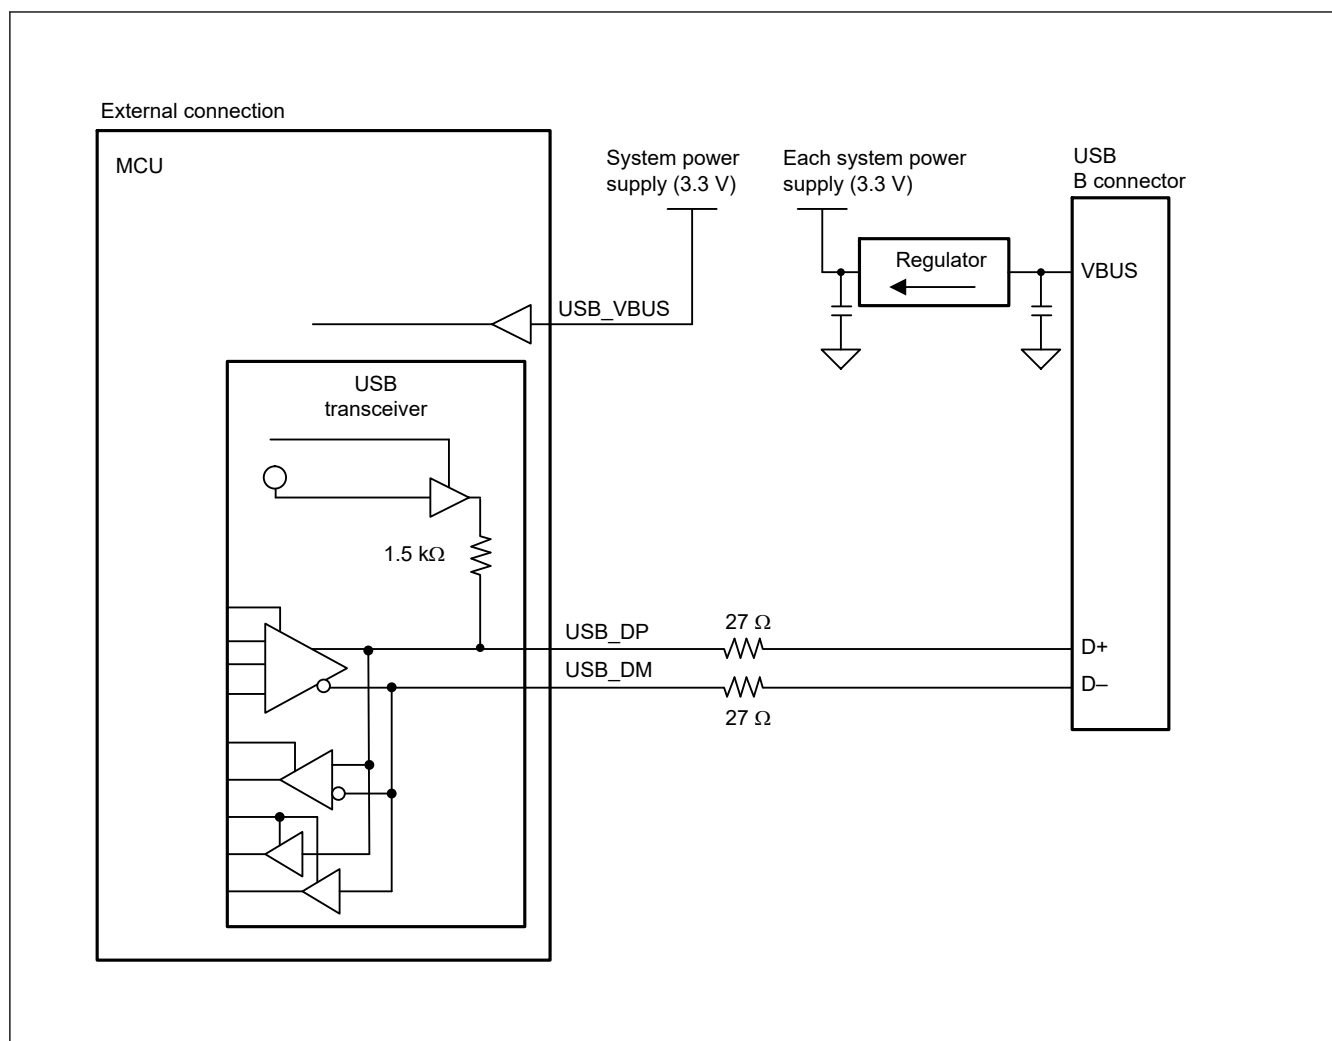 External connection
MCU
System power
supply (3.3 V)
Each system power
supply (3.3 V)
USB
B connector
Regulator
VBUS
USB_VBUS
USB
transceiver
1.5 kΩ
USB_DP
27 Ω
D+
USB_DM
D–
27 Ω